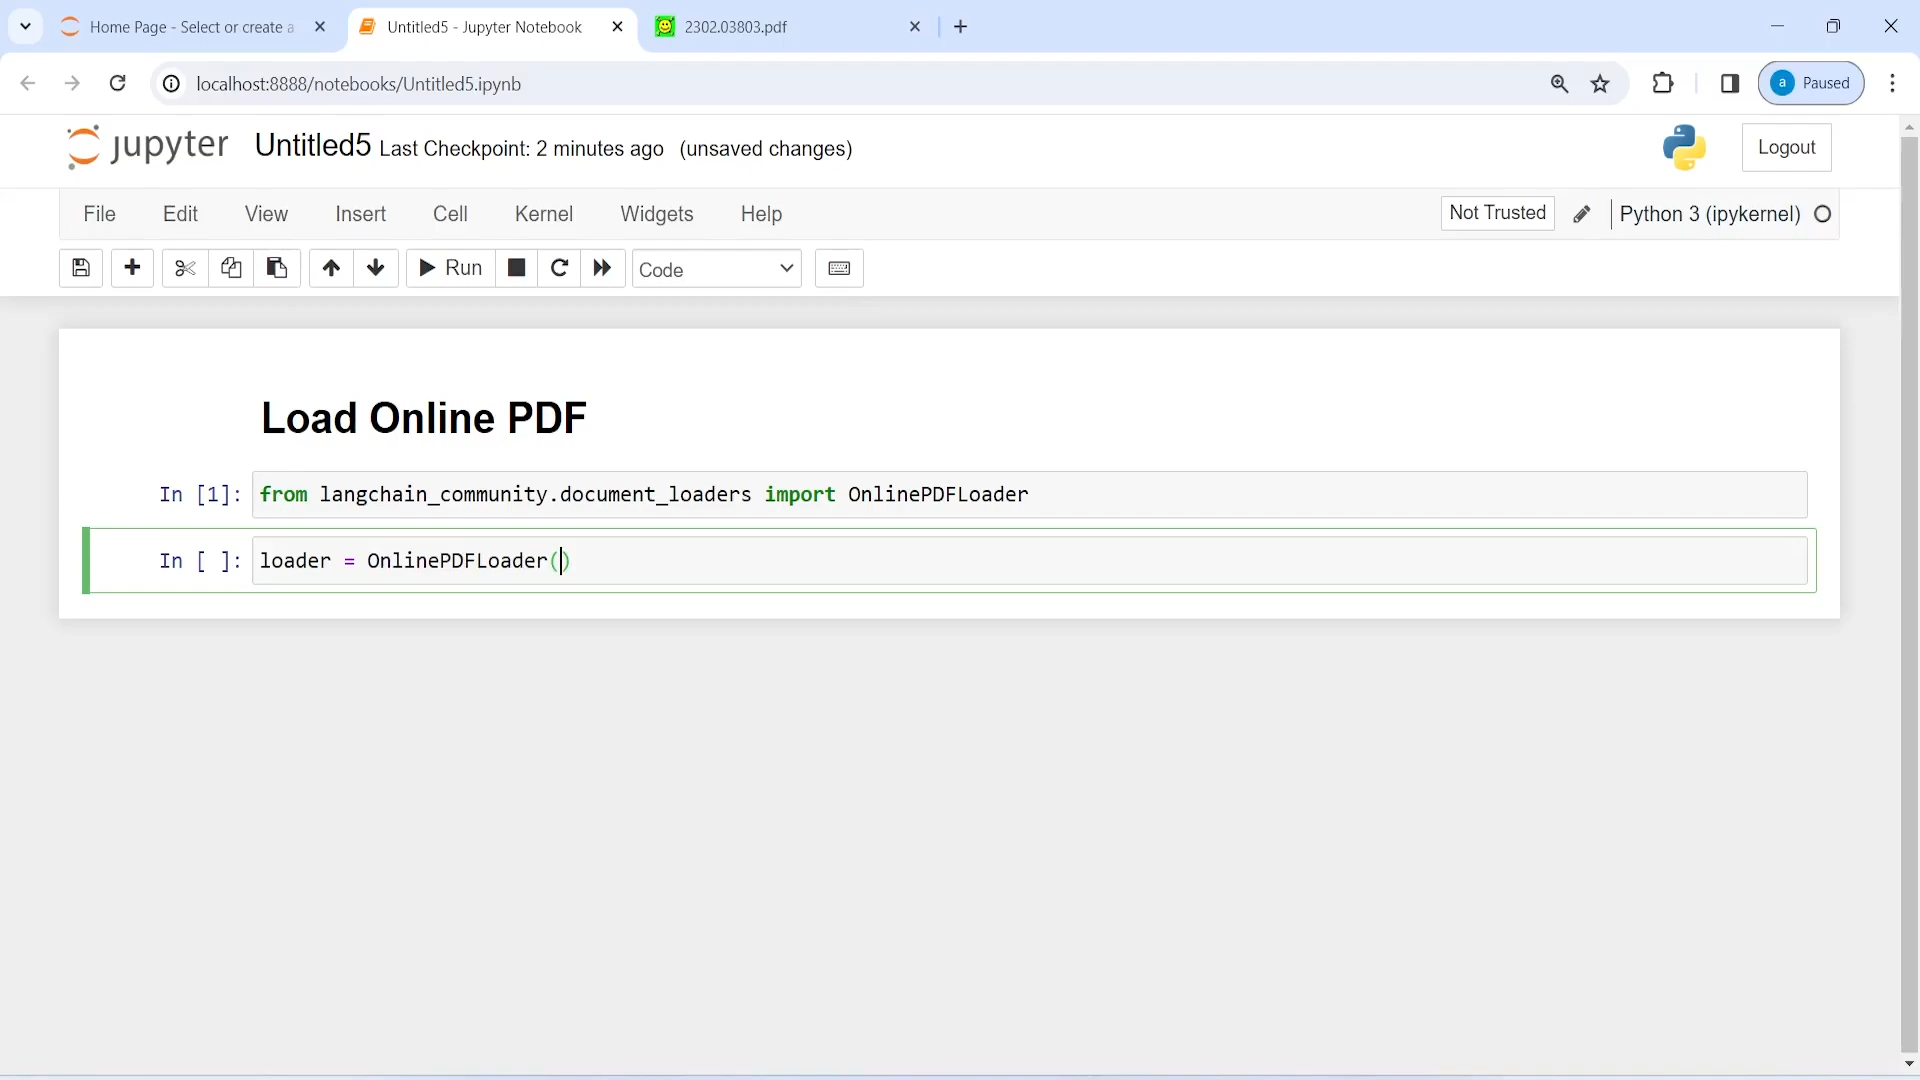 Home Page - Select or create a
Untitled5 - Jupyter Notebook
2302.03803.pdf
localhost:8888/notebooks/Untitled5.ipynb
a Paused
jupyter Untitled5 Last Checkpoint: 2 minutes ago (unsaved changes)
Logout
File Edit View Insert Cell Kernel Widgets Help
Not Trusted Python 3 (ipykernel)
Run Code
Load Online PDF
In [1]: from langchain_community.document_loaders import OnlinePDFLoader
In [ ]: loader = OnlinePDFLoader()